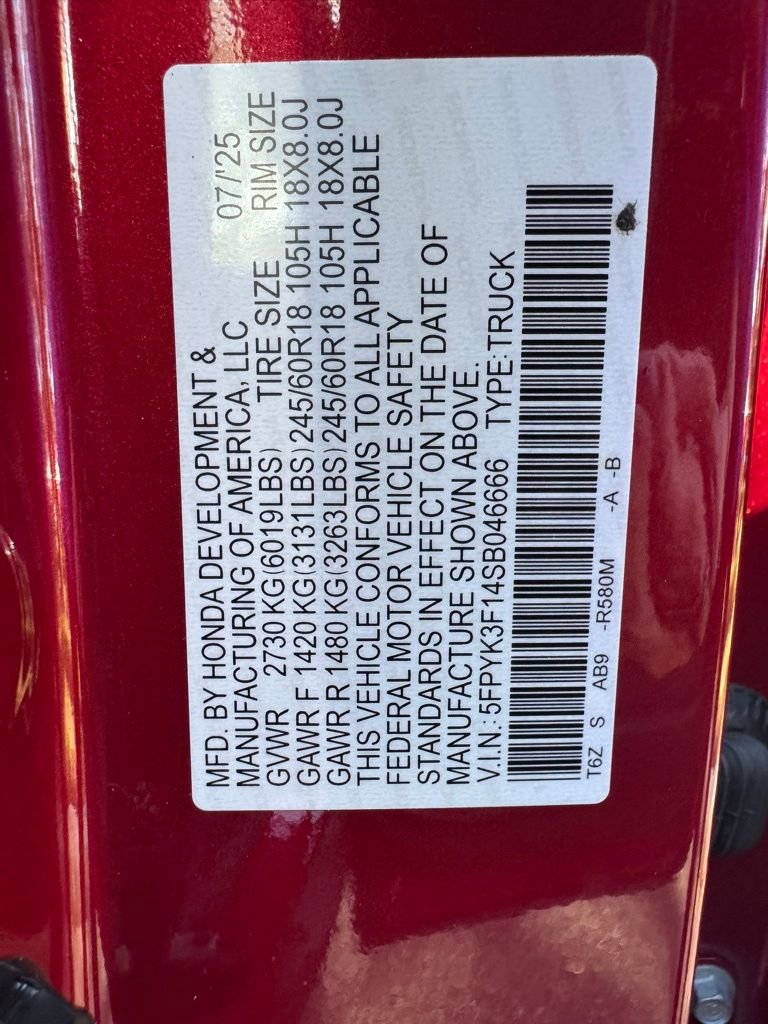 MFD. BY HONDA DEVELOPMENT &
MANUFACTURING OF AMERICA, LLC 07/'25
GVWR 2730 KG(6019LBS) TIRE SIZE RIM SIZE
GAWR F 1420 KG(3131LBS) 245/60R18 105H 18X8.0J
GAWR R 1480 KG(3263LBS) 245/60R18 105H 18X8.0J
THIS VEHICLE CONFORMS TO ALL APPLICABLE
FEDERAL MOTOR VEHICLE SAFETY
STANDARDS IN EFFECT ON THE DATE OF
MANUFACTURE SHOWN ABOVE.
V.I.N.: 5FPYK3F14SB046666 TYPE: TRUCK
T6Z S AB9 -R580M -A -B